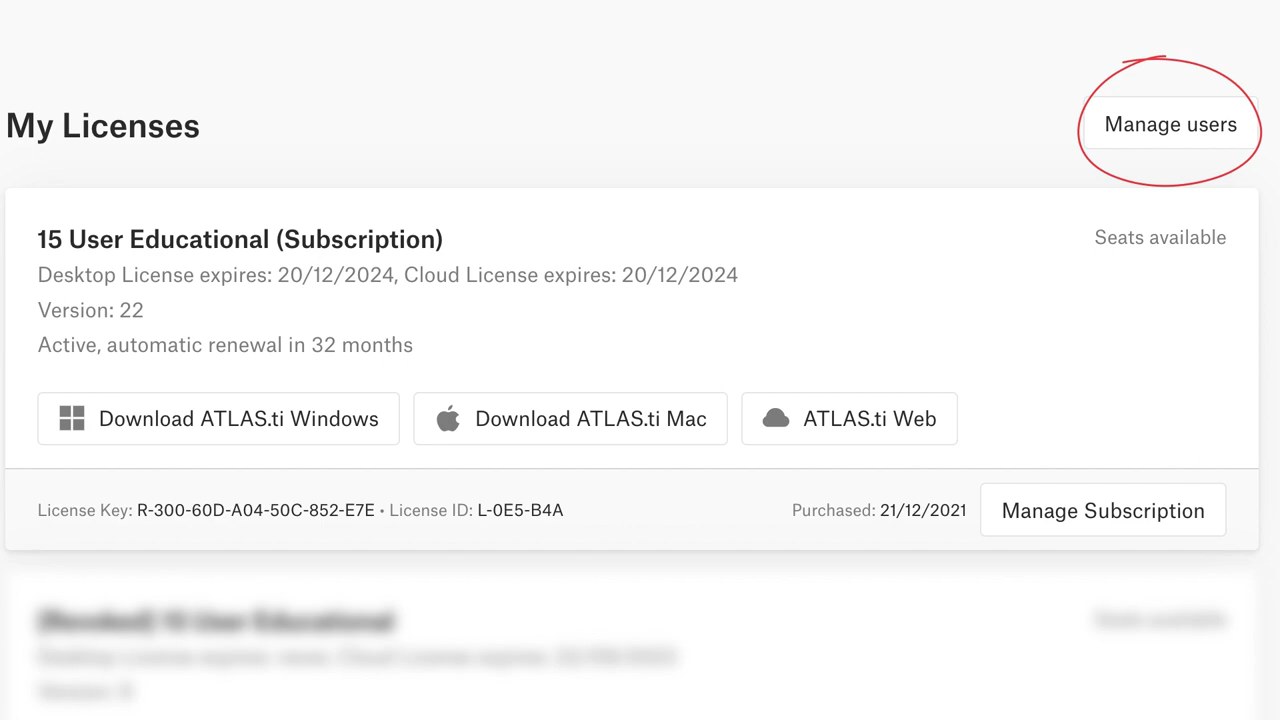 My Licenses
Manage users
15 User Educational (Subscription)
Seats available
Desktop License expires: 20/12/2024, Cloud License expires: 20/12/2024
Version: 22
Active, automatic renewal in 32 months
Download ATLAS.ti Windows
Download ATLAS.ti Mac
ATLAS.ti Web
License Key: R-300-60D-A04-50C-852-E7E • License ID: L-0E5-B4A
Purchased: 21/12/2021
Manage Subscription